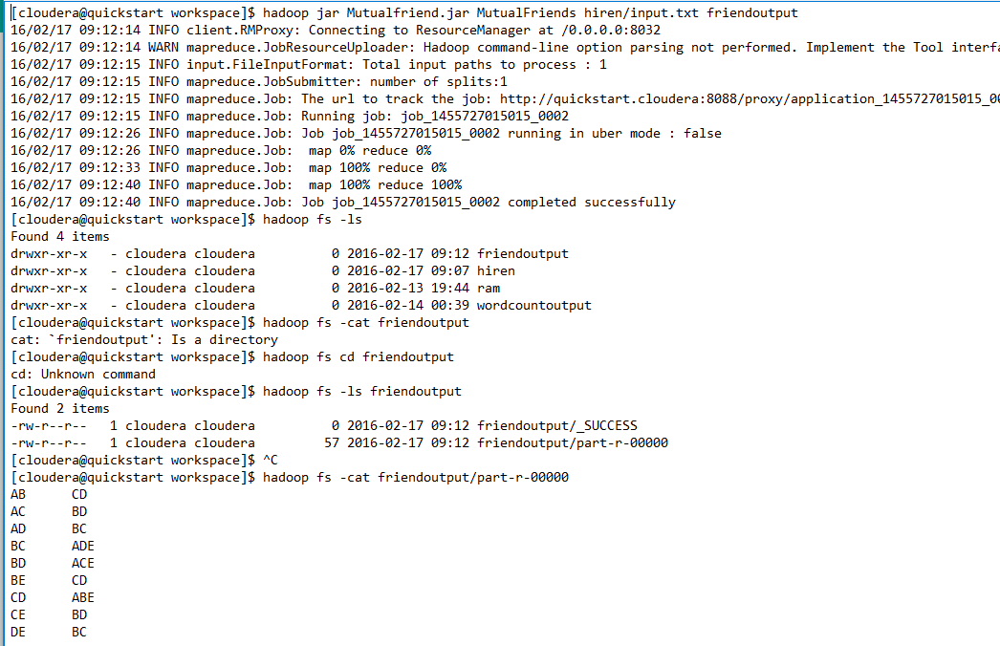 [cloudera@quickstart workspace]$ hadoop jar Mutualfriend.jar MutualFriends hiren/input.txt friendoutput
16/02/17 09:12:14 INFO client.RMProxy: Connecting to ResourceManager at /0.0.0.0:8032
16/02/17 09:12:14 WARN mapreduce.JobResourceUploader: Hadoop command-line option parsing not performed. Implement the Tool interfa
16/02/17 09:12:15 INFO input.FileInputFormat: Total input paths to process : 1
16/02/17 09:12:15 INFO mapreduce.JobSubmitter: number of splits:1
16/02/17 09:12:15 INFO mapreduce.Job: The url to track the job: http://quickstart.cloudera:8088/proxy/application_1455727015015_00
16/02/17 09:12:15 INFO mapreduce.Job: Running job: job_1455727015015_0002
16/02/17 09:12:26 INFO mapreduce.Job: Job job_1455727015015_0002 running in uber mode : false
16/02/17 09:12:26 INFO mapreduce.Job:  map 0% reduce 0%
16/02/17 09:12:33 INFO mapreduce.Job:  map 100% reduce 0%
16/02/17 09:12:40 INFO mapreduce.Job:  map 100% reduce 100%
16/02/17 09:12:40 INFO mapreduce.Job: Job job_1455727015015_0002 completed successfully
[cloudera@quickstart workspace]$ hadoop fs -ls
Found 4 items
drwxr-xr-x   - cloudera cloudera          0 2016-02-17 09:12 friendoutput
drwxr-xr-x   - cloudera cloudera          0 2016-02-17 09:07 hiren
drwxr-xr-x   - cloudera cloudera          0 2016-02-13 19:44 ram
drwxr-xr-x   - cloudera cloudera          0 2016-02-14 00:39 wordcountoutput
[cloudera@quickstart workspace]$ hadoop fs -cat friendoutput
cat: `friendoutput': Is a directory
[cloudera@quickstart workspace]$ hadoop fs cd friendoutput
cd: Unknown command
[cloudera@quickstart workspace]$ hadoop fs -ls friendoutput
Found 2 items
-rw-r--r--   1 cloudera cloudera          0 2016-02-17 09:12 friendoutput/_SUCCESS
-rw-r--r--   1 cloudera cloudera         57 2016-02-17 09:12 friendoutput/part-r-00000
[cloudera@quickstart workspace]$ ^C
[cloudera@quickstart workspace]$ hadoop fs -cat friendoutput/part-r-00000
AB      CD
AC      BD
AD      BC
BC      ADE
BD      ACE
BE      CD
CD      ABE
CE      BD
DE      BC